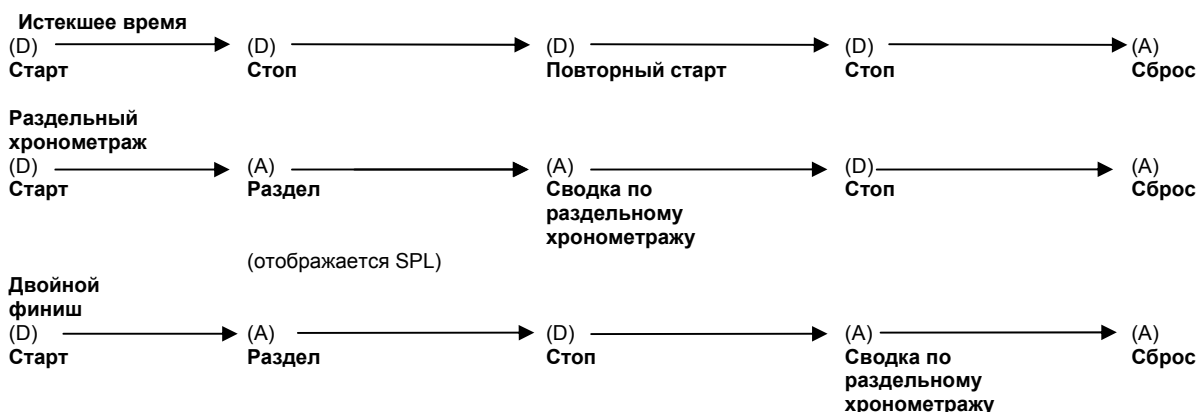 Истекшее время
(D) (D) (D) (D) (A)
Старт Стоп Повторный старт Стоп Сброс
Раздельный
хронометраж
(D) (A) (A) (D) (A)
Старт Раздел Сводка по Стоп Сброс
раздельному
хронометражу
(отображается SPL)
Двойной
финиш
(D) (A) (D) (A) (A)
Старт Раздел Стоп Сводка по Сброс
раздельному
хронометражу